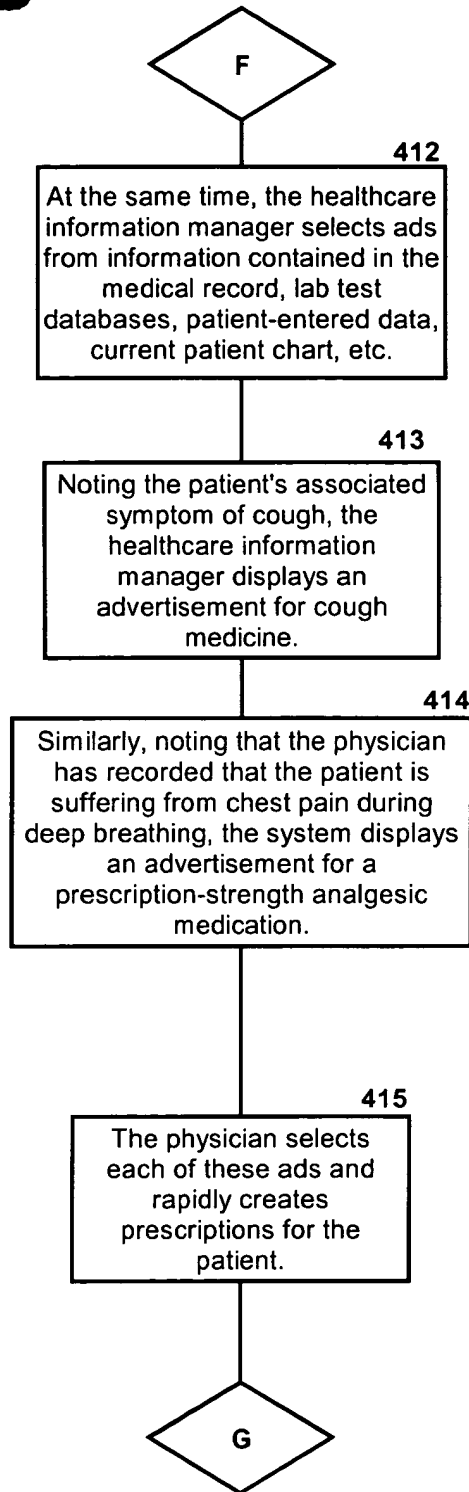 F
412
At the same time, the healthcare
information manager selects ads
from information contained in the
medical record, lab test
databases, patient-entered data,
current patient chart, etc.
413
Noting the patient's associated
symptom of cough, the
healthcare information
manager displays an
advertisement for cough
medicine.
414
Similarly, noting that the physician
has recorded that the patient is
suffering from chest pain during
deep breathing, the system displays
an advertisement for a
prescription-strength analgesic
medication.
415
The physician selects
each of these ads and
rapidly creates
prescriptions for the
patient.
G